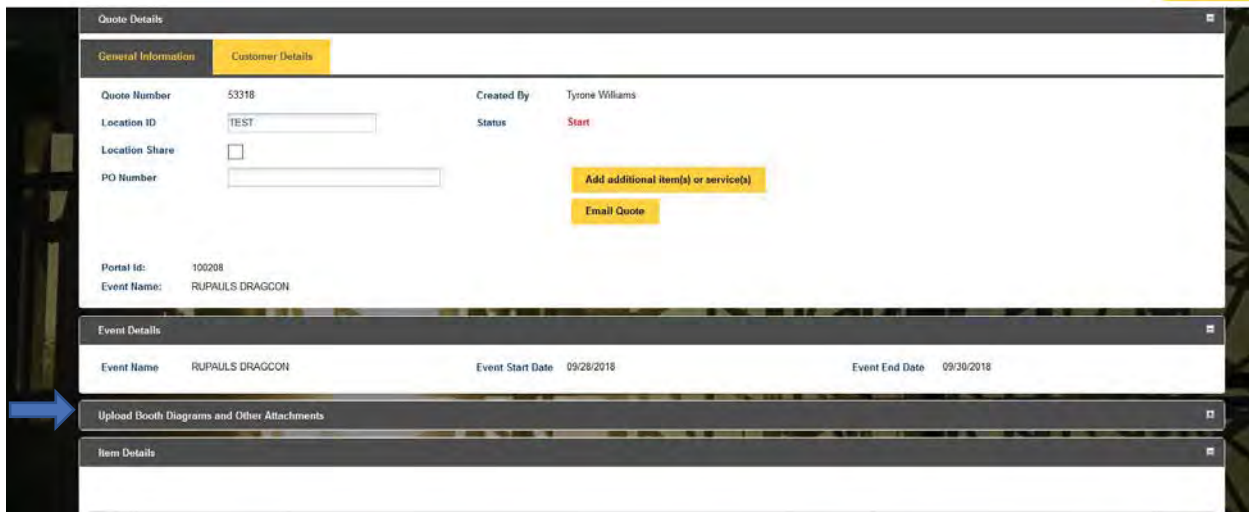 Quote Details
General Information Customer Details
Quote Number 53318 Created By Tyrone Williams
Location ID TEST Status Start
Location Share
PO Number Add additional item(s) or service(s)
Email Quote
Portal Id: 100208
Event Name: RUPAULS DRAGCON
Event Details
Event Name RUPAULS DRAGCON Event Start Date 09/28/2018 Event End Date 09/30/2018
Upload Booth Diagrams and Other Attachments
Item Details